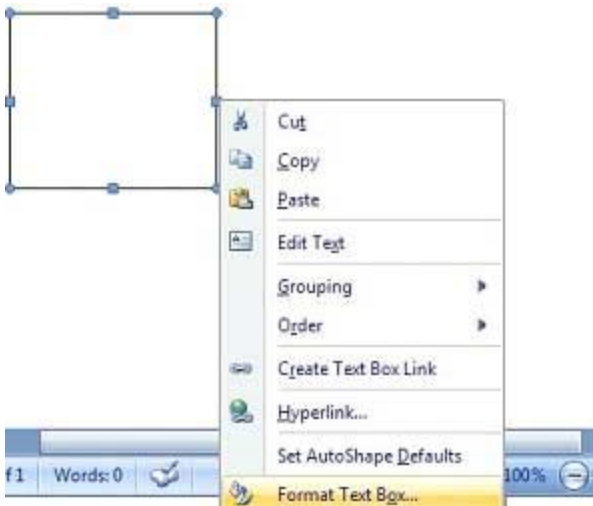 Cut
Copy
Paste
Edit Text
Grouping
Order
Create Text Box Link
Hyperlink...
Set AutoShape Defaults
Format Text Box...
f 1 Words: 0 100%